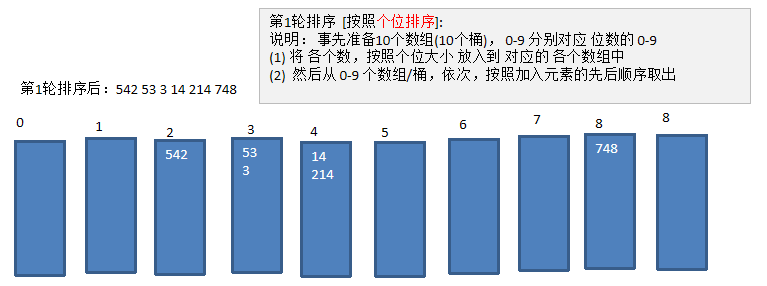 第1轮排序 [按照个位排序]:
说明： 事先准备10个数组(10个桶)， 0-9 分别对应 位数的 0-9
(1) 将 各个数，按照个位大小 放入到 对应的 各个数组中
(2) 然后从 0-9 个数组/桶，依次，按照加入元素的先后顺序取出
第1轮排序后：542 53 3 14 214 748
0 1 2 3 4 5 6 7 8 8
542 53 14 748
3 214